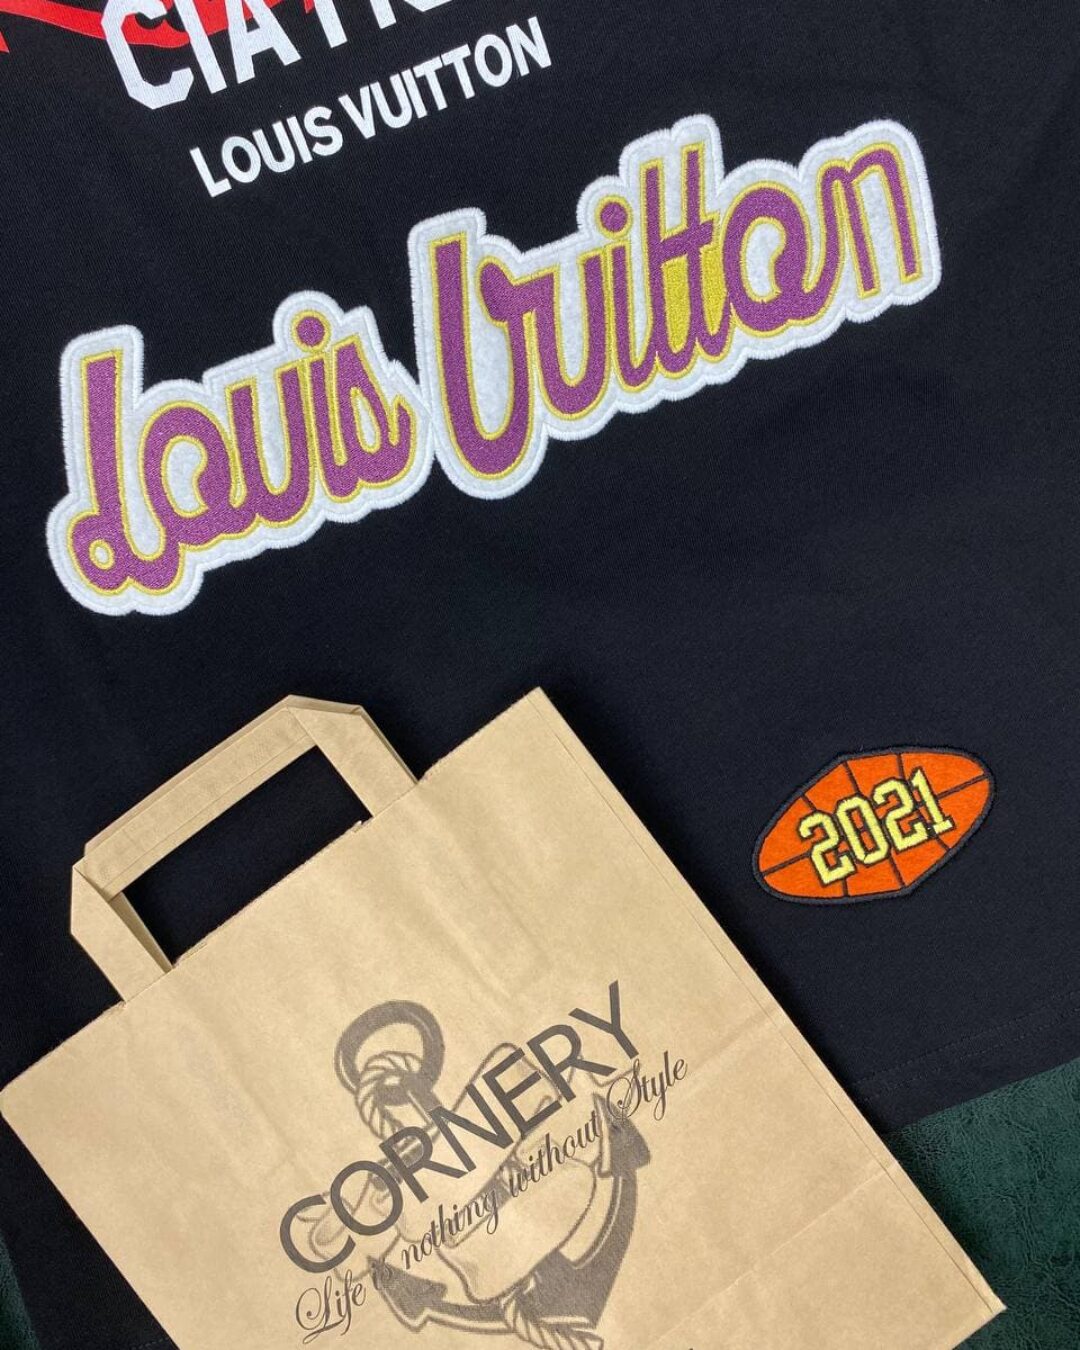 LOUIS VUITTON
Louis Vuitton
2021
CORNERY
Life is nothing without Style